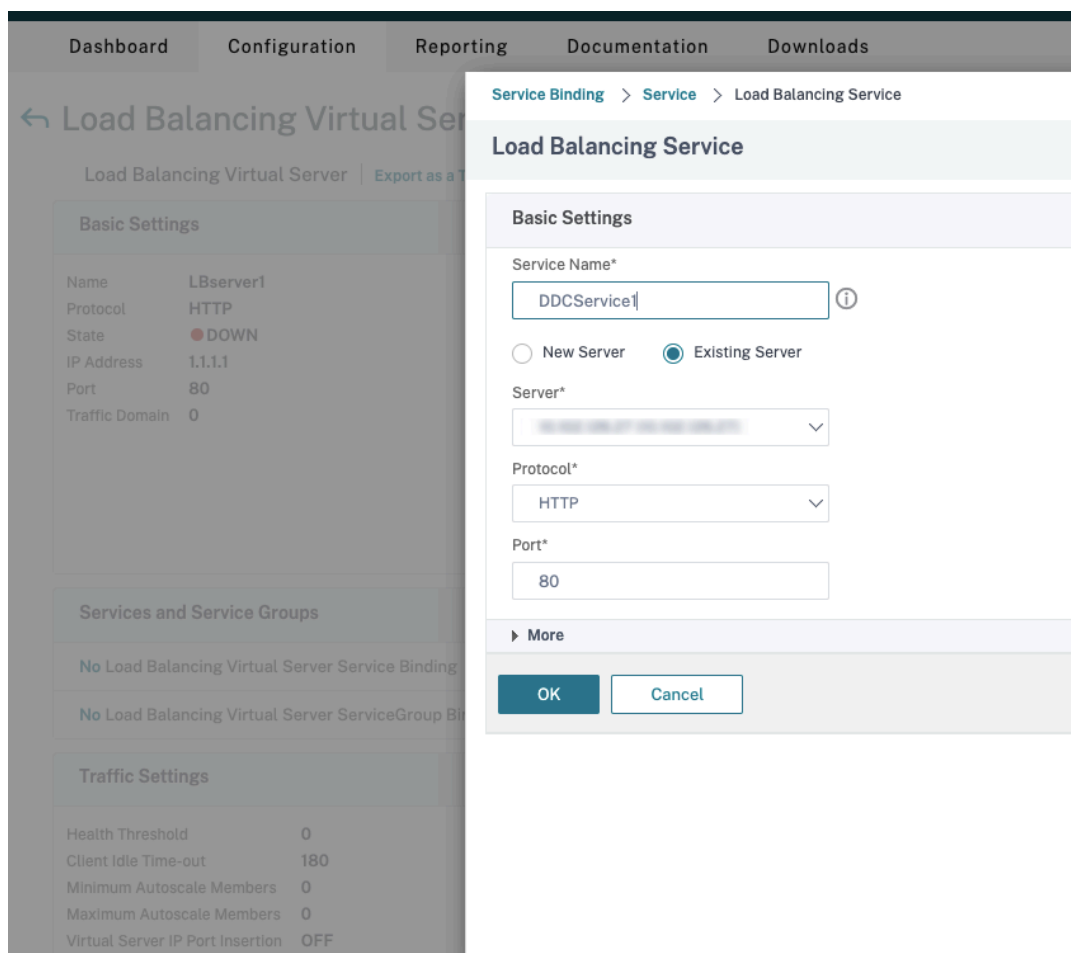 Dashboard Configuration Reporting Documentation Downloads
Load Balancing Virtual Ser
Load Balancing Virtual Server Export as a T
Basic Settings
Name LBserver1
Protocol HTTP
State DOWN
IP Address 1.1.1.1
Port 80
Traffic Domain 0
Services and Service Groups
No Load Balancing Virtual Server Service Binding
No Load Balancing Virtual Server ServiceGroup Bi
Traffic Settings
Health Threshold 0
Client Idle Time-out 180
Minimum Autoscale Members 0
Maximum Autoscale Members 0
Virtual Server IP Port Insertion OFF
Service Binding > Service > Load Balancing Service
Load Balancing Service
Basic Settings
Service Name*
DDCService1
New Server Existing Server
Server*
Protocol*
HTTP
Port*
80
More
OK Cancel